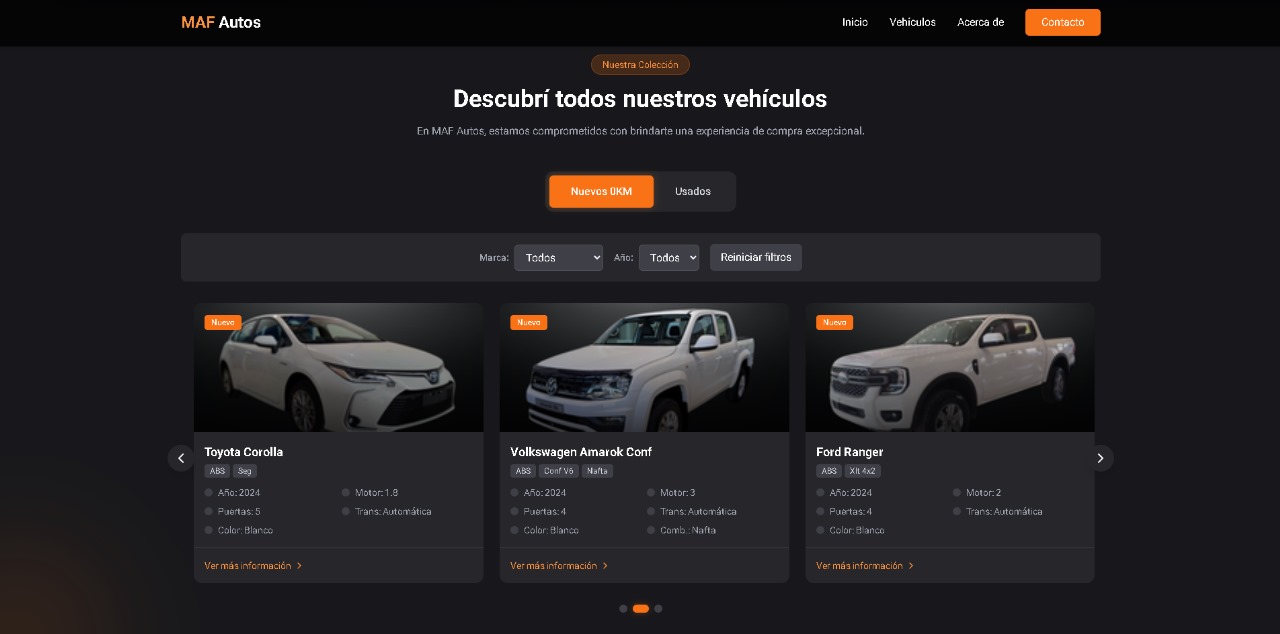 MAF Autos
Inicio Vehículos Acerca de Contacto
Nuestra Colección
Descubrí todos nuestros vehículos
En MAF Autos, estamos comprometidos con brindarte una experiencia de compra excepcional.
Nuevos 0KM Usados
Marca: Todos Año: Todos Reiniciar filtros
Nuevo
Toyota Corolla
ABS Seg
Año: 2024 Motor: 1.8
Puertas: 5 Trans: Automática
Color: Blanco
Ver más información
Nuevo
Volkswagen Amarok Conf
ABS Conf V6 Nafta
Año: 2024 Motor: 3
Puertas: 4 Trans: Automática
Color: Blanco Comb.: Nafta
Ver más información
Nuevo
Ford Ranger
ABS Xlt 4x2
Año: 2024 Motor: 2
Puertas: 4 Trans: Automática
Color: Blanco
Ver más información